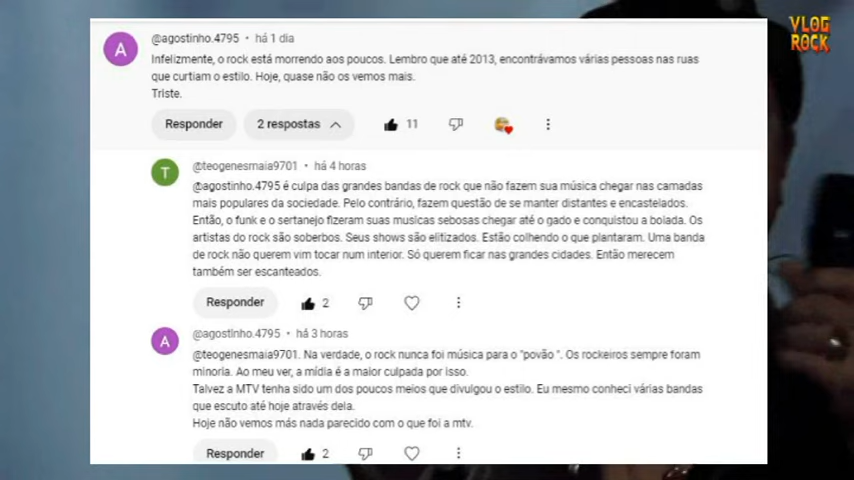 VLOG
ROCK
A
@agostinho.4795 • há 1 dia
Infelizmente, o rock está morrendo aos poucos. Lembro que até 2013, encontrávamos várias pessoas nas ruas
que curtiam o estilo. Hoje, quase não os vemos mais.
Triste.
Responder
2 respostas
11
T
@teogenesmaia9701 • há 4 horas
@agostinho.4795 é culpa das grandes bandas de rock que não fazem sua música chegar nas camadas
mais populares da sociedade. Pelo contrário, fazem questão de se manter distantes e encastelados.
Então, o funk e o sertanejo fizeram suas musicas sebosas chegar até o gado e conquistou a boiada. Os
artistas do rock são soberbos. Seus shows são elitizados. Estão colhendo o que plantaram. Uma banda
de rock não querem vim tocar num interior. Só querem ficar nas grandes cidades. Então merecem
também ser escanteados.
Responder
2
A
@agostinho.4795 • há 3 horas
@teogenesmaia9701. Na verdade, o rock nunca foi música para o "povão ". Os rockeiros sempre foram
minoria. Ao meu ver, a mídia é a maior culpada por isso.
Talvez a MTV tenha sido um dos poucos meios que divulgou o estilo. Eu mesmo conheci várias bandas
que escuto até hoje através dela.
Hoje não vemos más nada parecido com o que foi a mtv.
Responder
2